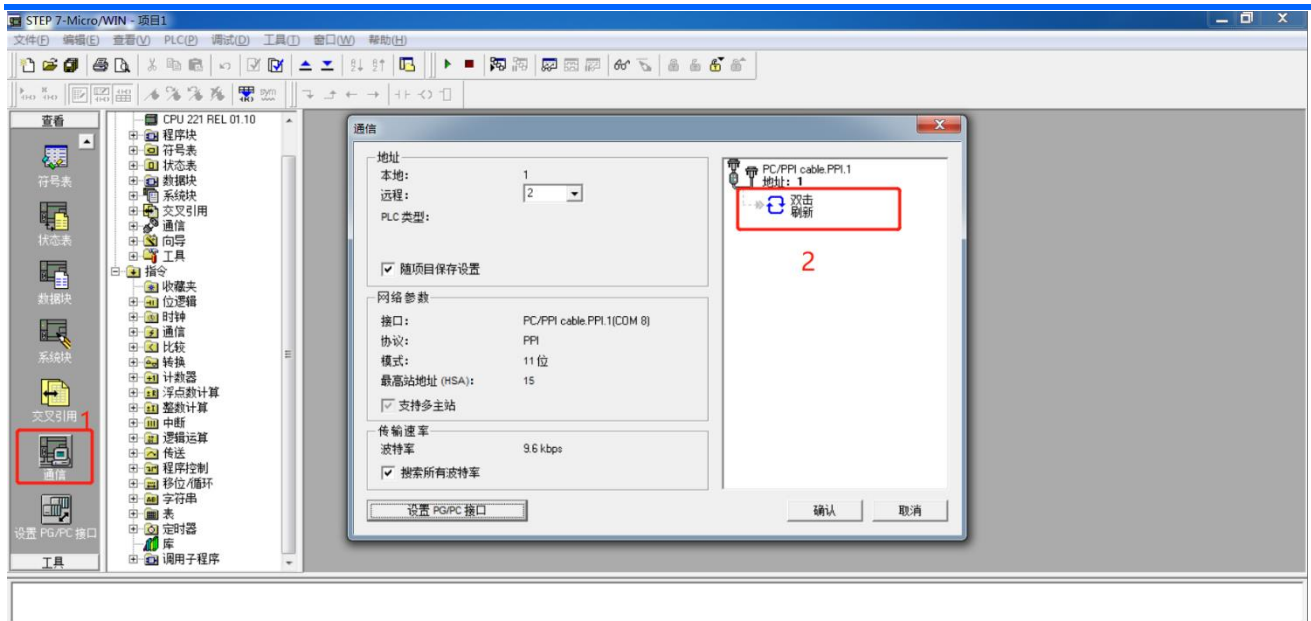 STEP 7-Micro/WIN - 项目1
文件(F) 编辑(E) 查看(V) PLC(P) 调试(D) 工具(T) 窗口(W) 帮助(H)
查看
符号表
状态表
数据块
系统块
交叉引用
1
通信
设置 PG/PC 接口
工具
CPU 221 REL 01.10
程序块
符号表
状态表
数据块
系统块
交叉引用
通信
向导
工具
指令
收藏夹
位逻辑
时钟
通信
比较
转换
计数器
浮点数计算
整数计算
中断
逻辑运算
传送
程序控制
移位/循环
字符串
表
定时器
库
调用子程序
通信
地址
本地: 1
远程: 2
PLC 类型:
随项目保存设置
网络参数
接口: PC/PPI cable.PPI.1(COM 8)
协议: PPI
模式: 11 位
最高站地址 (HSA): 15
支持多主站
传输速率
波特率 9.6 kbps
搜索所有波特率
设置 PG/PC 接口
PC/PPI cable.PPI.1
地址: 1
双击
刷新
2
确认 取消